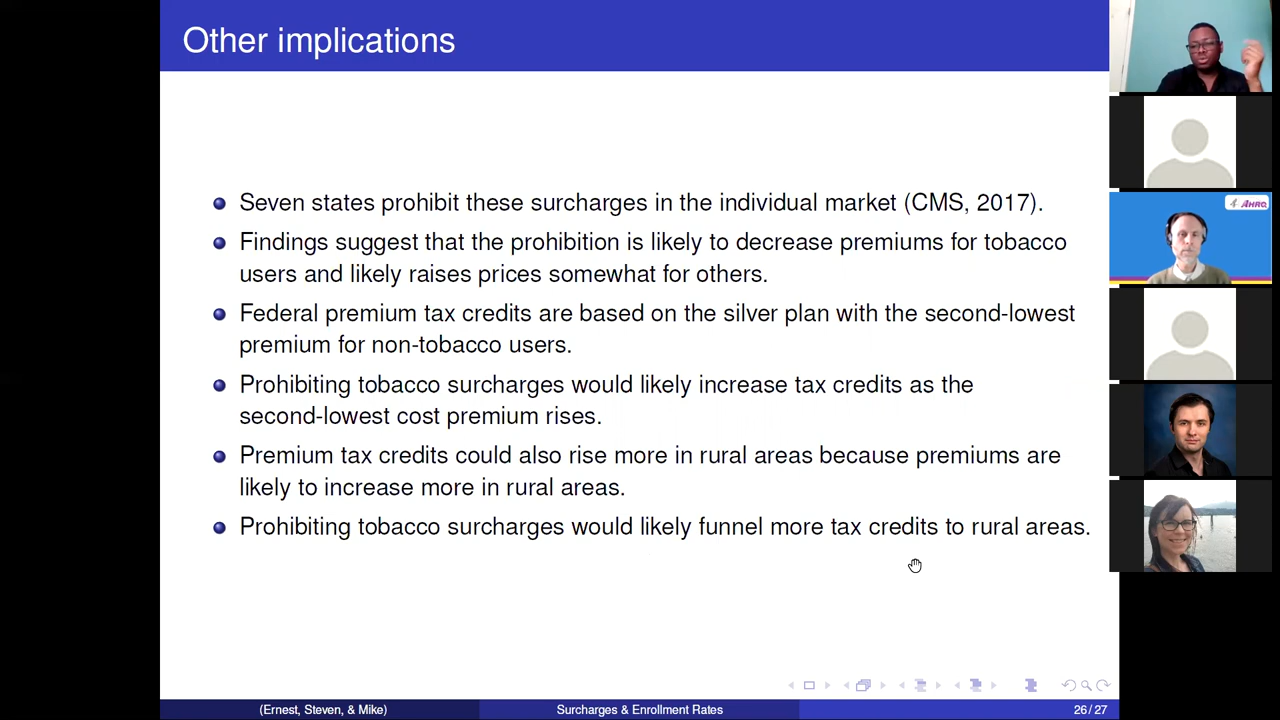 Other implications
Seven states prohibit these surcharges in the individual market (CMS, 2017).
Findings suggest that the prohibition is likely to decrease premiums for tobacco
users and likely raises prices somewhat for others.
Federal premium tax credits are based on the silver plan with the second-lowest
premium for non-tobacco users.
Prohibiting tobacco surcharges would likely increase tax credits as the
second-lowest cost premium rises.
Premium tax credits could also rise more in rural areas because premiums are
likely to increase more in rural areas.
Prohibiting tobacco surcharges would likely funnel more tax credits to rural areas.
(Ernest, Steven, & Mike)
Surcharges & Enrollment Rates
26/27
AHRQ